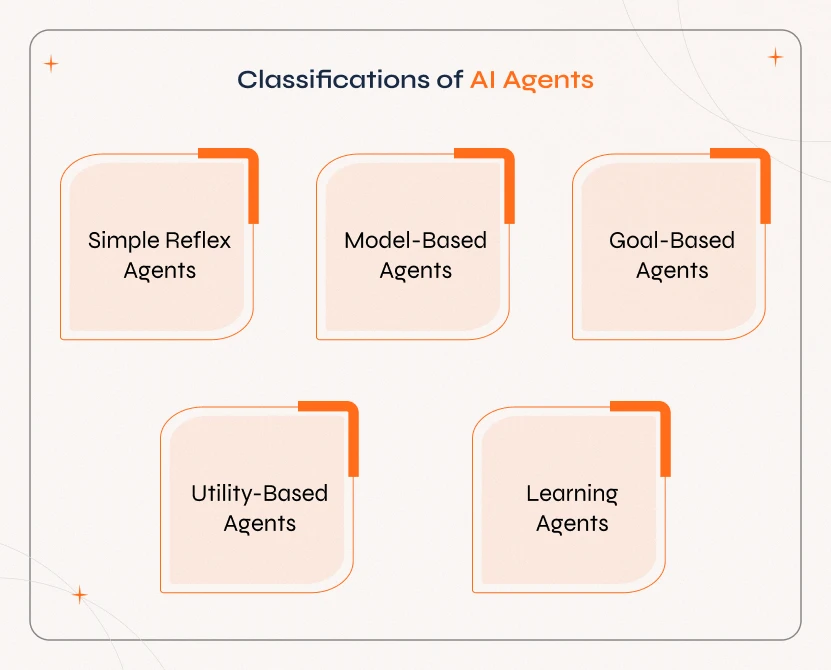 Classifications of AI Agents
Simple Reflex
Agents
Model-Based
Agents
Goal-Based
Agents
Utility-Based
Agents
Learning
Agents